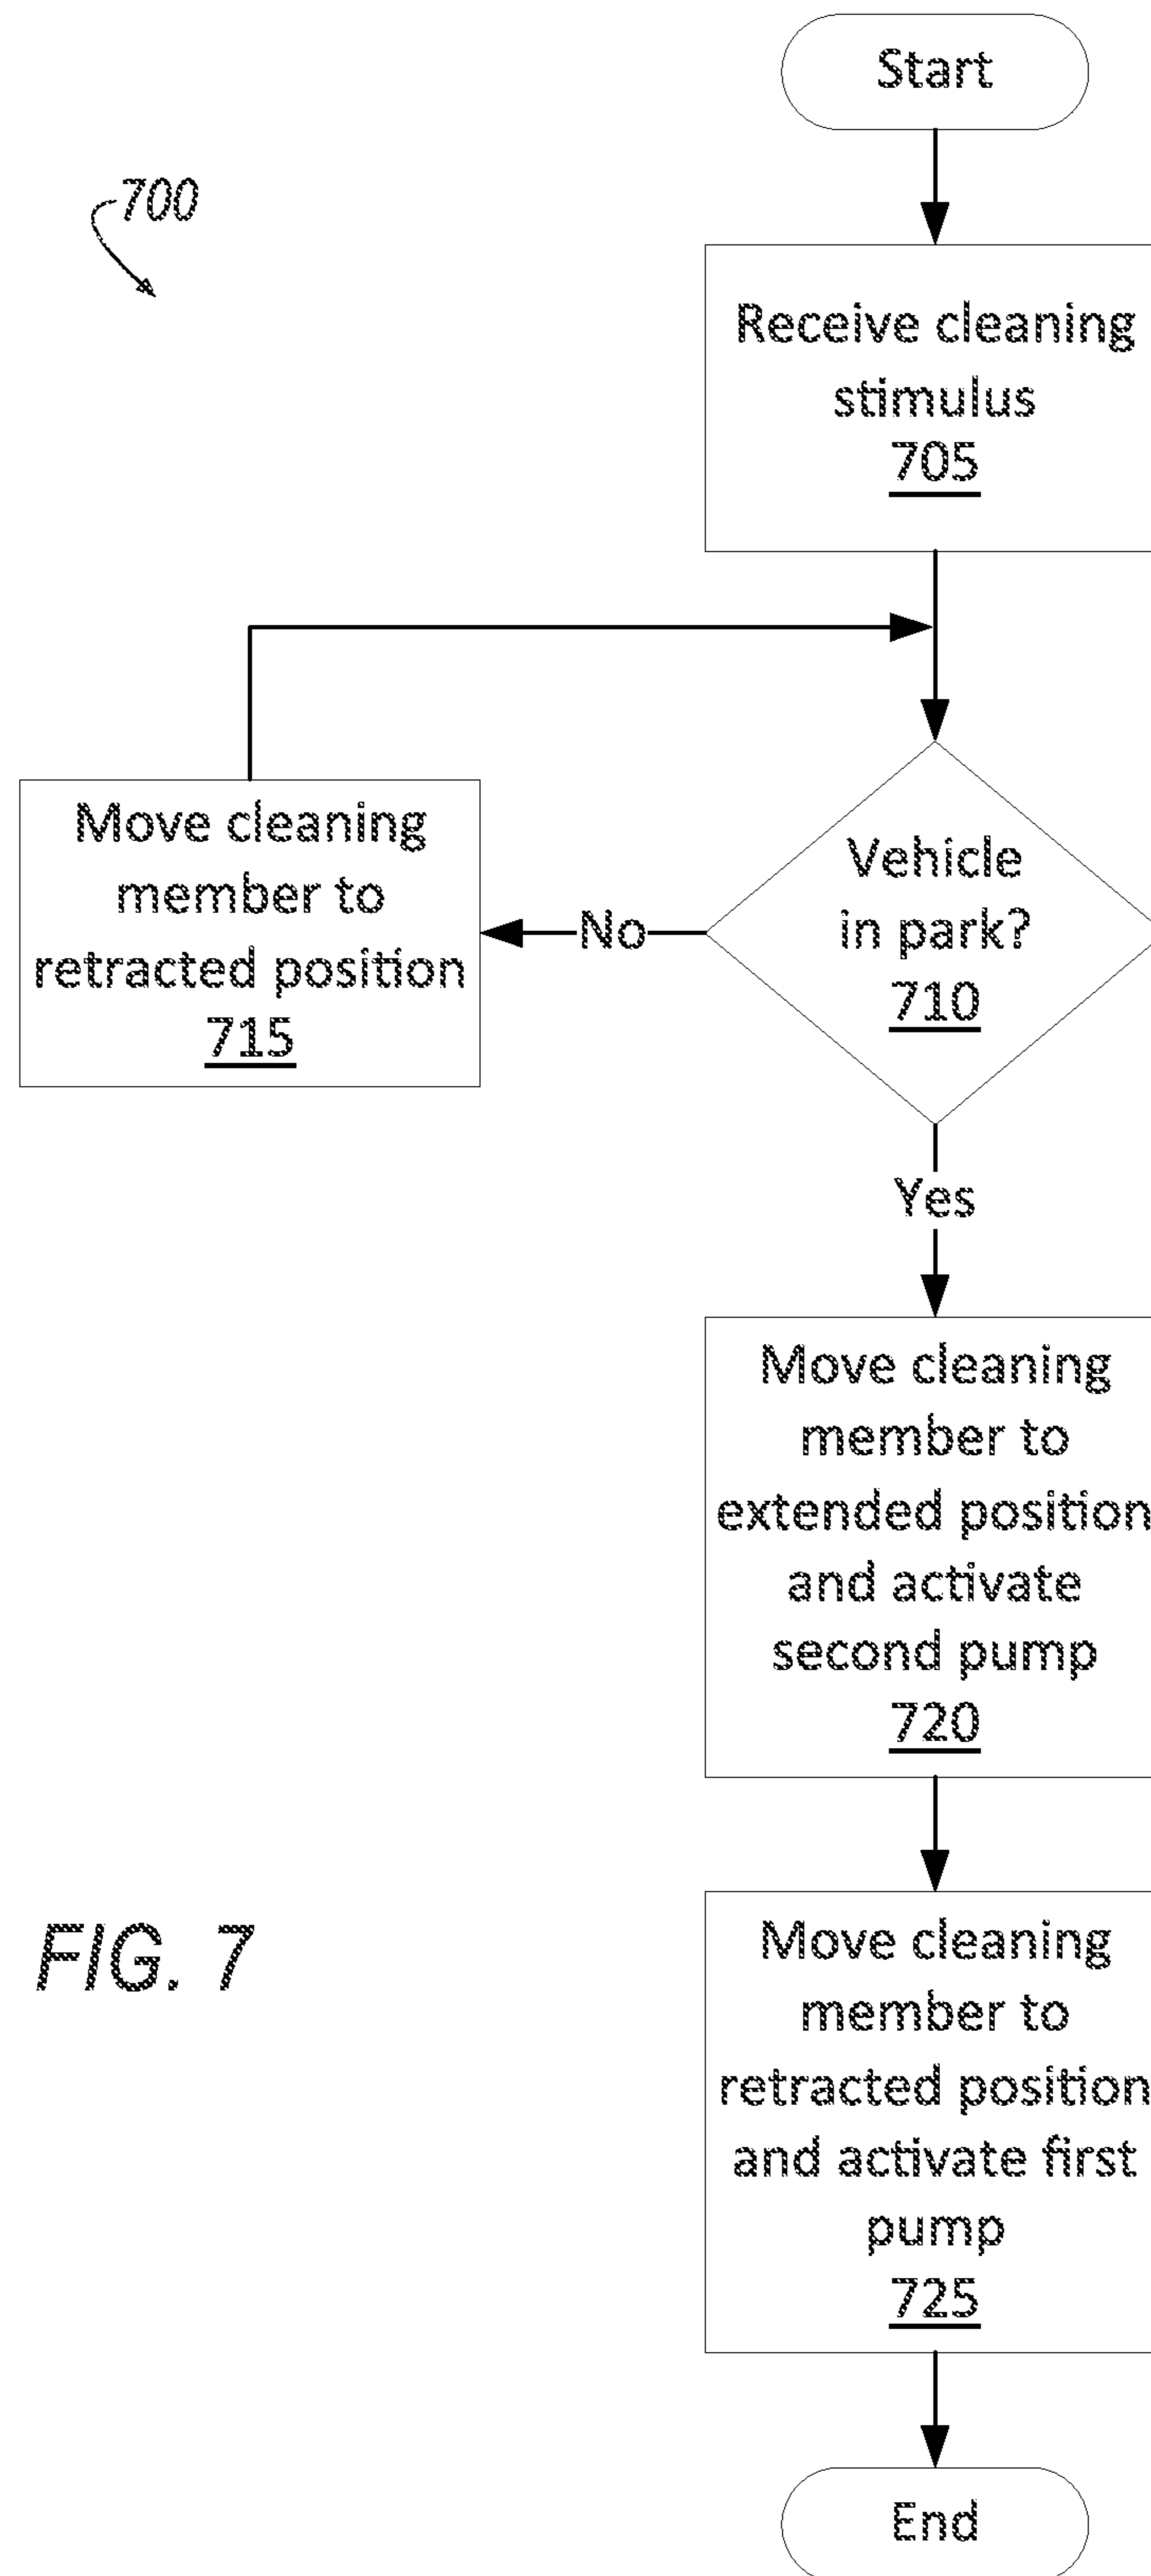 Start
700
Receive cleaning
stimulus
705
Move cleaning
member to
retracted position
715
No
Vehicle
in park?
710
Yes
Move cleaning
member to
extended position
and activate
second pump
720
FIG. 7
Move cleaning
member to
retracted position
and activate first
pump
725
End